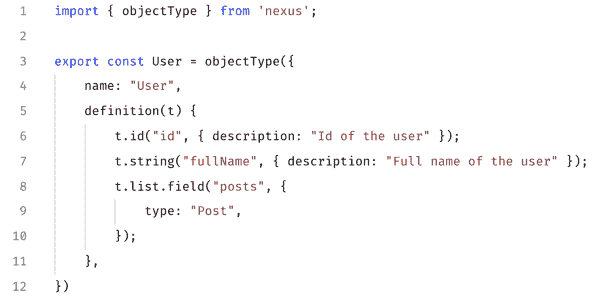 1 import { objectType } from 'nexus';
2
3 export const User = objectType({
4 name: "User",
5 definition(t) {
6 t.id("id", { description: "Id of the user" });
7 t.string("fullName", { description: "Full name of the user" });
8 t.list.field("posts", {
9 type: "Post",
10 });
11 },
12 })